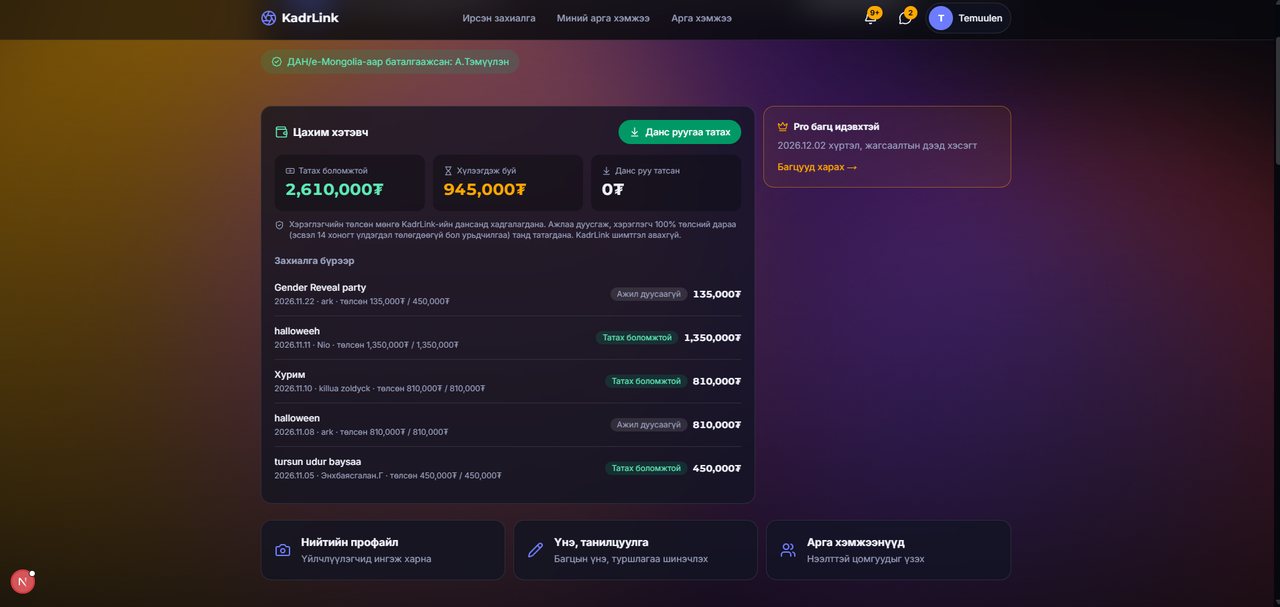 KadrLink
Ирсэн захиалга
Миний арга хэмжээ
Арга хэмжээ
9+
2
T
Temuulen
ДАН/e-Mongolia-аар баталгаажсан: А.Тэмүүлэн
Цахим хэтэвч
Данс руугаа татах
Татах боломжтой
2,610,000₮
Хүлээгдэж буй
945,000₮
Данс руу татсан
0₮
Хэрэглэгчийн төлсөн мөнгө KadrLink-ийн дансанд хадгалагдана. Ажлаа дуусгаж, хэрэглэгч 100% төлсний дараа
(эсвэл 14 хоногт үлдэгдэл төлөгдөөгүй бол урьдчилгаа) танд татагдана. KadrLink шимтгэл авахгүй.
Захиалга бүрээр
Gender Reveal party
2026.11.22 · ark · төлсөн 135,000₮ / 450,000₮
Ажил дуусаагүй
135,000₮
halloweeh
2026.11.11 · Nio · төлсөн 1,350,000₮ / 1,350,000₮
Татах боломжтой
1,350,000₮
Хурим
2026.11.10 · killua zoldyck · төлсөн 810,000₮ / 810,000₮
Татах боломжтой
810,000₮
halloween
2026.11.08 · ark · төлсөн 810,000₮ / 810,000₮
Ажил дуусаагүй
810,000₮
tursun udur baysaa
2026.11.05 · Энхбаясгалан.Г · төлсөн 450,000₮ / 450,000₮
Татах боломжтой
450,000₮
Pro багц идэвхтэй
2026.12.02 хүртэл, жагсаалтын дээд хэсэгт
Багцууд харах →
Нийтийн профайл
Үйлчлүүлэгчид ингэж харна
Үнэ, танилцуулга
Багцын үнэ, туршлагаа шинэчлэх
Арга хэмжээнүүд
Нээлттэй цомгуудыг үзэх
N